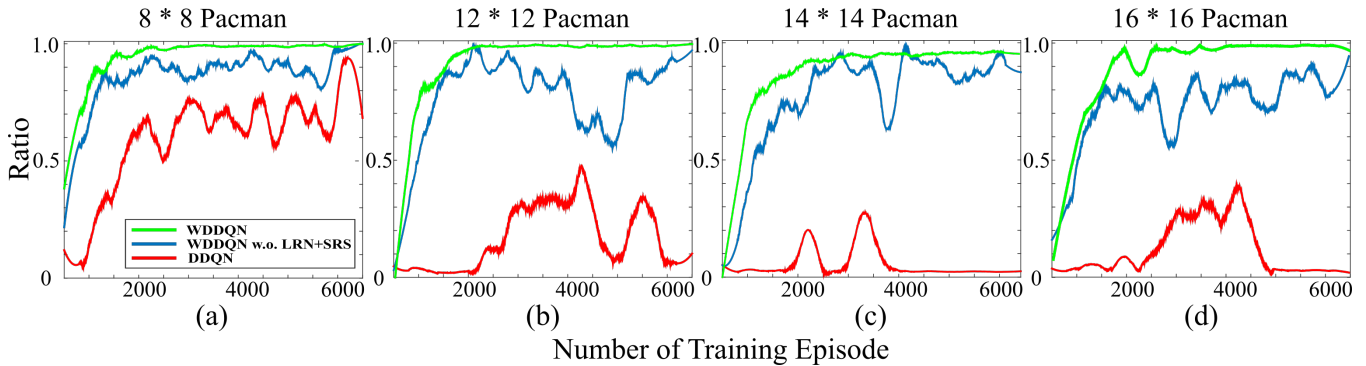 8 * 8 Pacman
12 * 12 Pacman
14 * 14 Pacman
16 * 16 Pacman
Ratio
1.0
0.5
0
WDDQN
WDDQN w.o. LRN+SRS
DDQN
2000 4000 6000
(a)
1.0
0.5
0
2000 4000 6000
(b)
1.0
0.5
0
2000 4000 6000
(c)
1.0
0.5
0
2000 4000 6000
(d)
Number of Training Episode